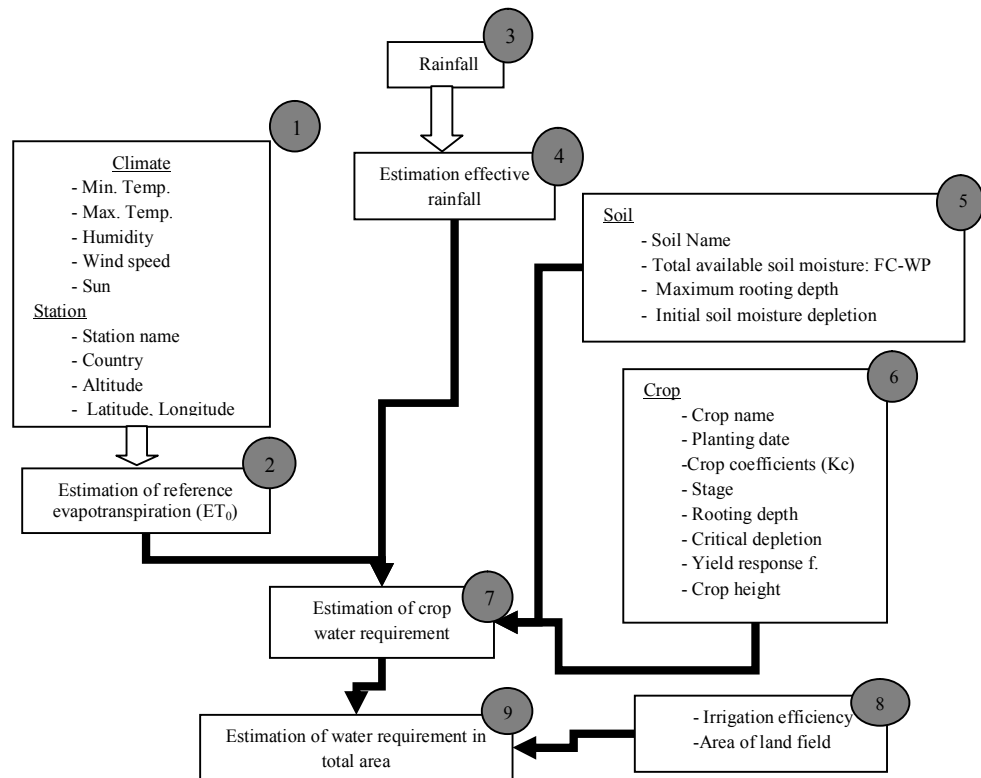 3
Rainfall
1
Climate
- Min. Temp.
- Max. Temp.
- Humidity
- Wind speed
- Sun
Station
- Station name
- Country
- Altitude
- Latitude, Longitude
4
Estimation effective
rainfall
5
Soil
- Soil Name
- Total available soil moisture: FC-WP
- Maximum rooting depth
- Initial soil moisture depletion
6
Crop
- Crop name
- Planting date
-Crop coefficients (Kc)
- Stage
- Rooting depth
- Critical depletion
- Yield response f.
- Crop height
2
Estimation of reference
evapotranspiration (ET₀)
7
Estimation of crop
water requirement
8
- Irrigation efficiency
-Area of land field
9
Estimation of water requirement in
total area